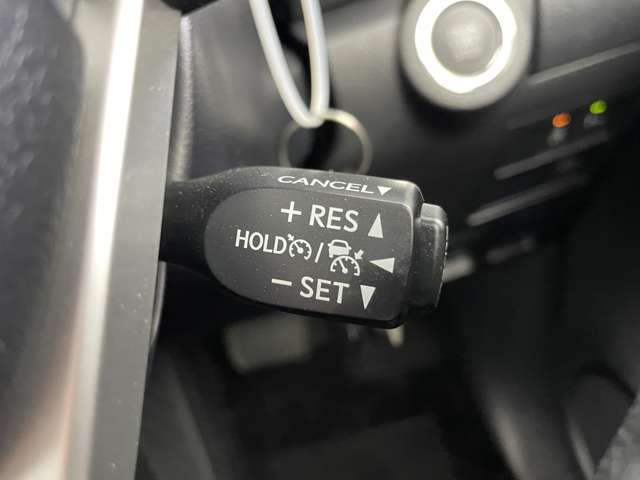 CANCEL▼
+ RES ▲
HOLD / ◀
- SET ▼